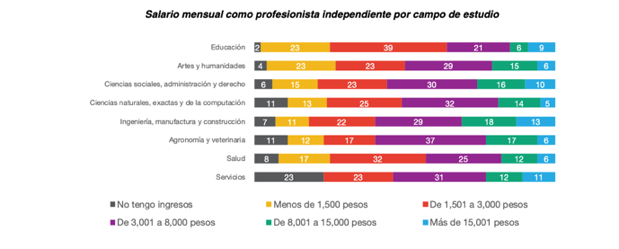 Salario mensual como profesionista independiente por campo de estudio
Educación 2 23 39 21 6 9
Artes y humanidades 4 23 23 29 15 6
Ciencias sociales, administración y derecho 6 15 23 30 16 10
Ciencias naturales, exactas y de la computación 11 13 25 32 14 5
Ingeniería, manufactura y construcción 7 11 22 29 18 13
Agronomía y veterinaria 11 12 17 37 17 6
Salud 8 17 32 25 12 6
Servicios 23 23 31 12 11
No tengo ingresos Menos de 1,500 pesos De 1,501 a 3,000 pesos
De 3,001 a 8,000 pesos De 8,001 a 15,000 pesos Más de 15,001 pesos